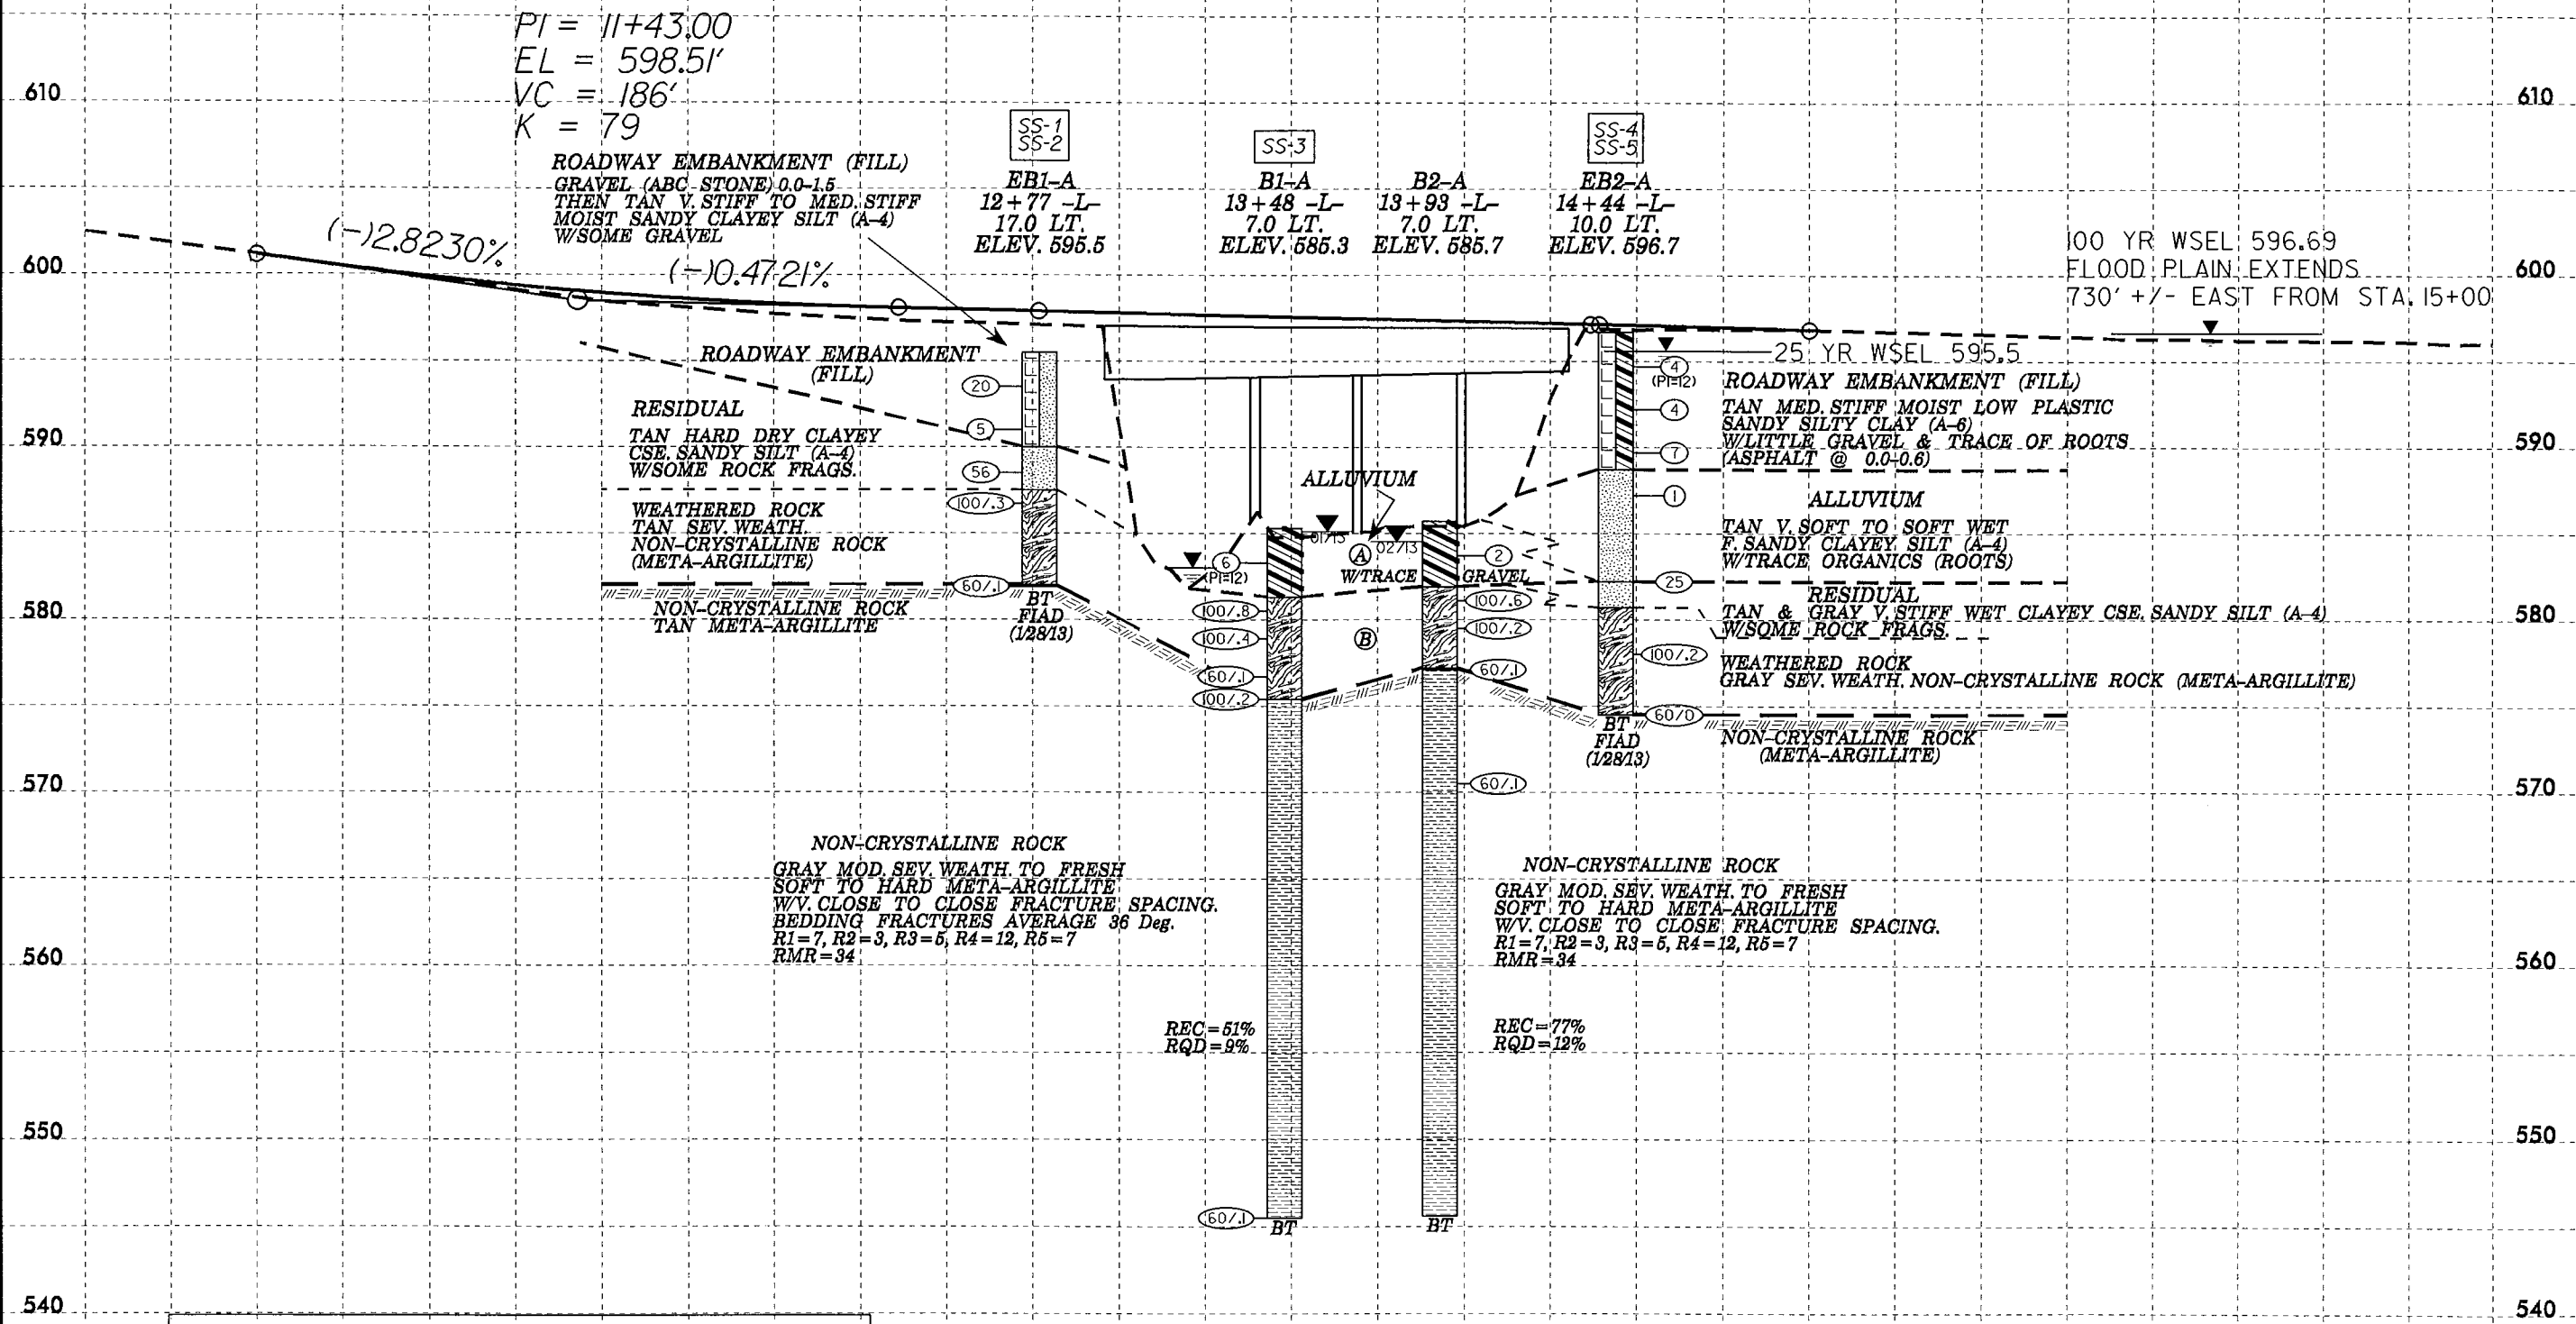 PI = 11+43.00
EL = 598.51'
VC = 186'
K = 79
610
610
ROADWAY EMBANKMENT (FILL)
GRAVEL (ABC STONE) 0.0-1.5
THEN TAN V. STIFF TO MED. STIFF
MOIST SANDY CLAYEY SILT (A-4)
W/SOME GRAVEL
SS-1
SS-2
EB1-A
12+77 -L-
17.0 LT.
ELEV. 595.5
SS-3
B1-A
13+48 -L-
7.0 LT.
ELEV. 585.3
B2-A
13+93 -L-
7.0 LT.
ELEV. 585.7
SS-4
SS-5
EB2-A
14+44 -L-
10.0 LT.
ELEV. 596.7
100 YR WSEL 596.69
FLOOD PLAIN EXTENDS
730' +/- EAST FROM STA. 15+00
(-)2.8230%
(-)0.4721%
600
600
ROADWAY EMBANKMENT
(FILL)
20
5
56
100/.3
60/.1
RESIDUAL
TAN HARD DRY CLAYEY
CSE. SANDY SILT (A-4)
W/SOME ROCK FRAGS.
590
590
WEATHERED ROCK
TAN SEV. WEATH.
NON-CRYSTALLINE ROCK
(META-ARGILLITE)
NON-CRYSTALLINE ROCK
TAN META-ARGILLITE
BT
FIAD
(1/28/13)
25 YR WSEL 595.5
4
(PI=12)
4
7
1
25
100/.2
60/0
ROADWAY EMBANKMENT (FILL)
TAN MED. STIFF MOIST LOW PLASTIC
SANDY SILTY CLAY (A-6)
W/LITTLE GRAVEL & TRACE OF ROOTS
(ASPHALT @ 0.0-0.6)
ALLUVIUM
TAN V. SOFT TO SOFT WET
F. SANDY CLAYEY SILT (A-4)
W/TRACE ORGANICS (ROOTS)
RESIDUAL
TAN & GRAY V. STIFF WET CLAYEY CSE. SANDY SILT (A-4)
W/SOME ROCK FRAGS.
WEATHERED ROCK
GRAY SEV. WEATH. NON-CRYSTALLINE ROCK (META-ARGILLITE)
NON-CRYSTALLINE ROCK
(META-ARGILLITE)
BT
FIAD
(1/28/13)
ALLUVIUM
01/13
02/13
A
W/TRACE GRAVEL
B
6
(PI=12)
100/.8
100/.4
60/.1
100/.2
2
100/.6
100/.2
60/.1
60/.1
580
580
570
570
NON-CRYSTALLINE ROCK
GRAY MOD. SEV. WEATH. TO FRESH
SOFT TO HARD META-ARGILLITE
W/V. CLOSE TO CLOSE FRACTURE SPACING.
BEDDING FRACTURES AVERAGE 36 Deg.
R1=7, R2=3, R3=5, R4=12, R5=7
RMR=34
NON-CRYSTALLINE ROCK
GRAY MOD. SEV. WEATH. TO FRESH
SOFT TO HARD META-ARGILLITE
W/V. CLOSE TO CLOSE FRACTURE SPACING.
R1=7, R2=3, R3=5, R4=12, R5=7
RMR=34
560
560
REC=51%
RQD=9%
REC=77%
RQD=12%
550
550
60/.1
BT
BT
540
540